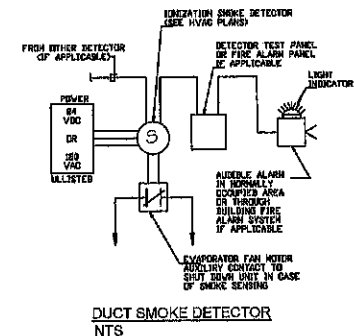 IONIZATION SMOKE DETECTOR
(SEE HVAC PLANS)
FROM OTHER DETECTOR
(IF APPLICABLE)
DETECTOR TEST PANEL
OR FIRE ALARM PANEL
IF APPLICABLE
LIGHT
INDICATOR
POWER
24
VDC
OR
120
VAC
ULLISTED
S
AUDIBLE ALARM
IN NORMALLY
OCCUPIED AREA
OR THROUGH
BUILDING FIRE
ALARM SYSTEM
IF APPLICABLE
EVAPORATOR FAN MOTOR
AUXILIRY CONTACT TO
SHUT DOWN UNIT IN CASE
OF SMOKE SENSING
DUCT SMOKE DETECTOR
NTS